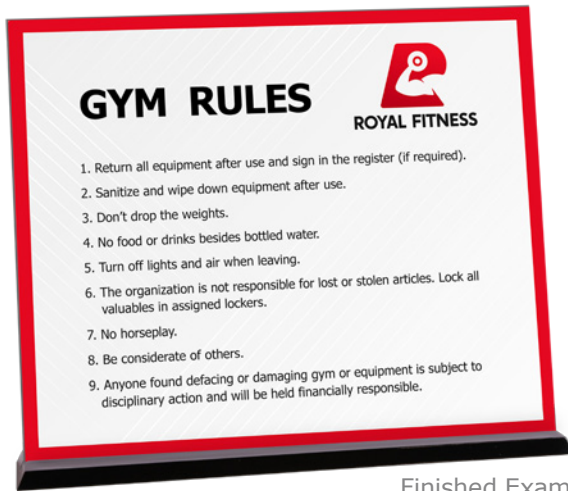 GYM RULES
ROYAL FITNESS
1. Return all equipment after use and sign in the register (if required).
2. Sanitize and wipe down equipment after use.
3. Don't drop the weights.
4. No food or drinks besides bottled water.
5. Turn off lights and air when leaving.
6. The organization is not responsible for lost or stolen articles. Lock all
valuables in assigned lockers.
7. No horseplay.
8. Be considerate of others.
9. Anyone found defacing or damaging gym or equipment is subject to
disciplinary action and will be held financially responsible.
Finished Exam